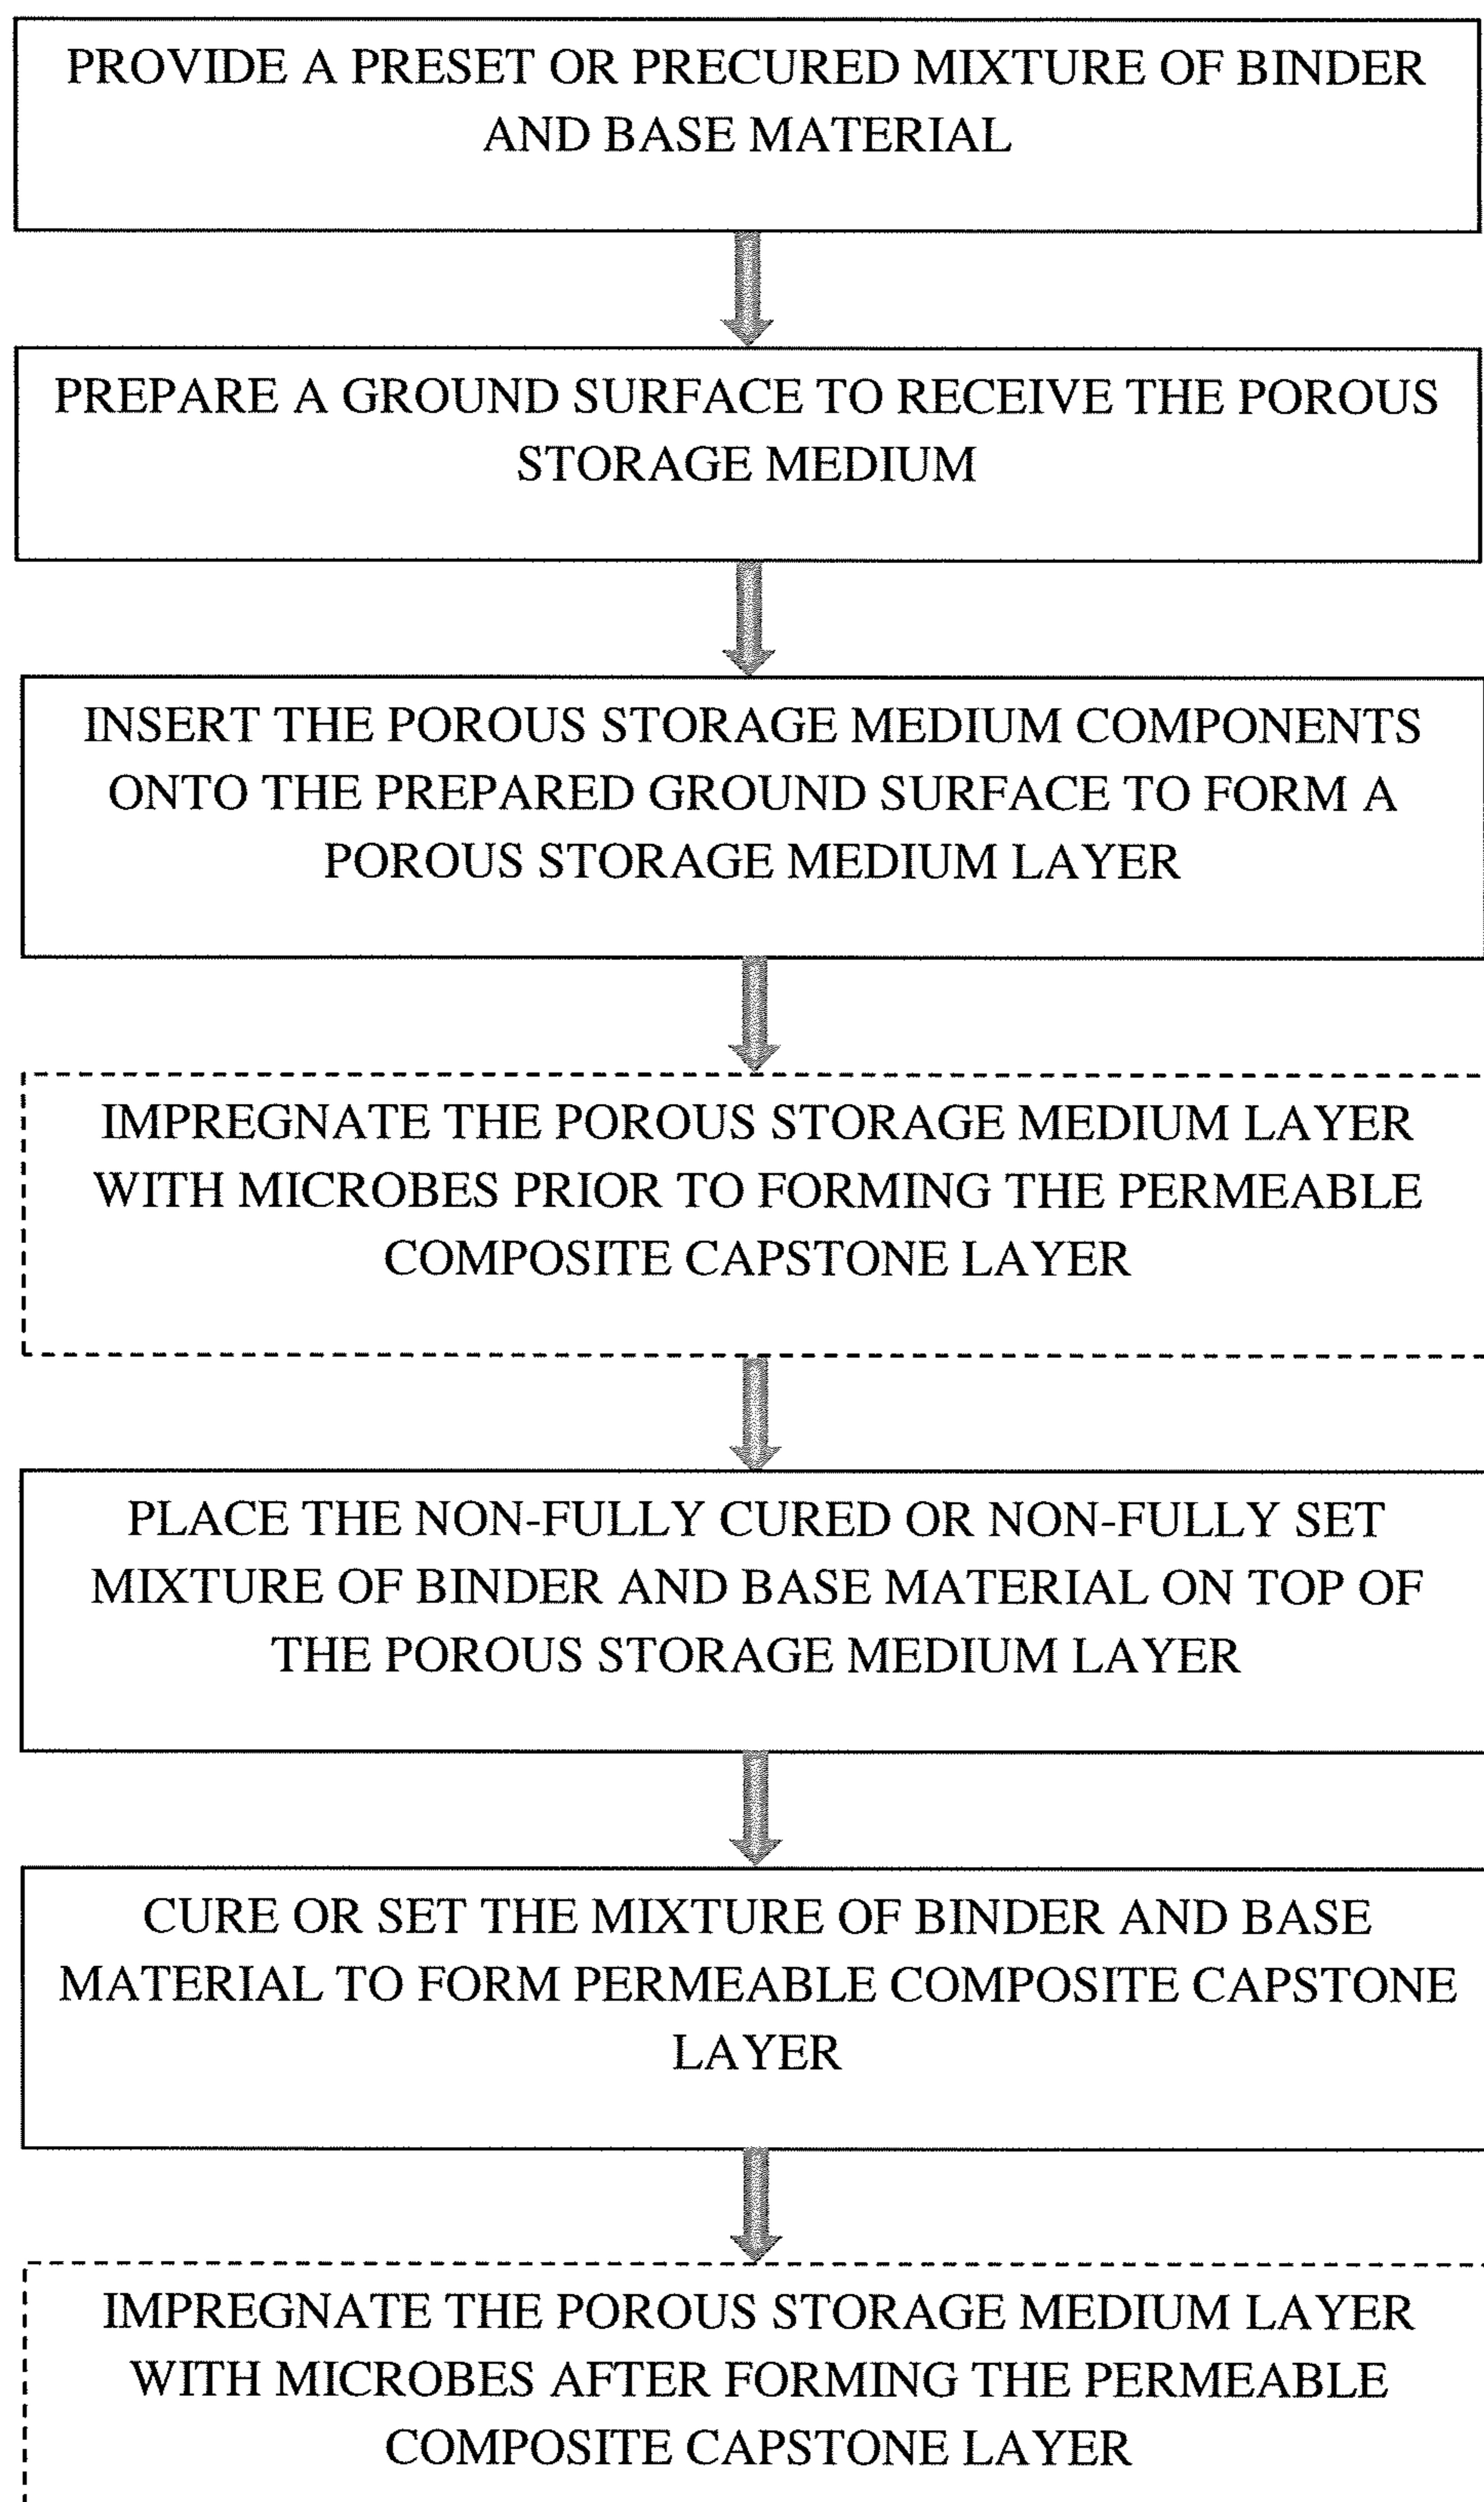 PROVIDE A PRESET OR PRECURED MIXTURE OF BINDER
AND BASE MATERIAL
PREPARE A GROUND SURFACE TO RECEIVE THE POROUS
STORAGE MEDIUM
INSERT THE POROUS STORAGE MEDIUM COMPONENTS
ONTO THE PREPARED GROUND SURFACE TO FORM A
POROUS STORAGE MEDIUM LAYER
IMPREGNATE THE POROUS STORAGE MEDIUM LAYER
WITH MICROBES PRIOR TO FORMING THE PERMEABLE
COMPOSITE CAPSTONE LAYER
PLACE THE NON-FULLY CURED OR NON-FULLY SET
MIXTURE OF BINDER AND BASE MATERIAL ON TOP OF
THE POROUS STORAGE MEDIUM LAYER
CURE OR SET THE MIXTURE OF BINDER AND BASE
MATERIAL TO FORM PERMEABLE COMPOSITE CAPSTONE
LAYER
IMPREGNATE THE POROUS STORAGE MEDIUM LAYER
WITH MICROBES AFTER FORMING THE PERMEABLE
COMPOSITE CAPSTONE LAYER